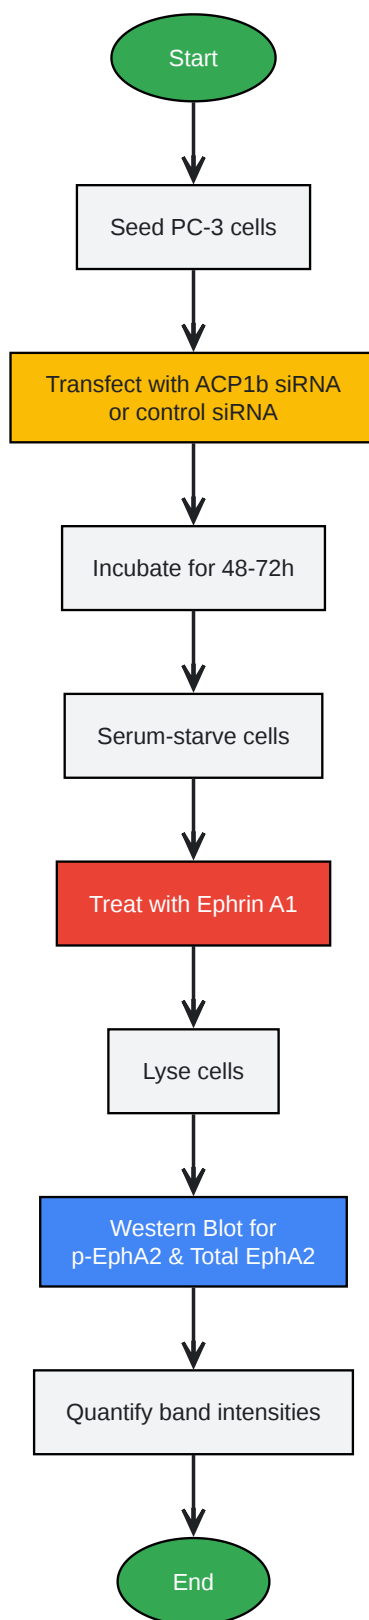 Start
Seed PC-3 cells
Transfect with ACP1b siRNA
or control siRNA
Incubate for 48-72h
Serum-starve cells
Treat with Ephrin A1
Lyse cells
Western Blot for
p-EphA2 & Total EphA2
Quantify band intensities
End